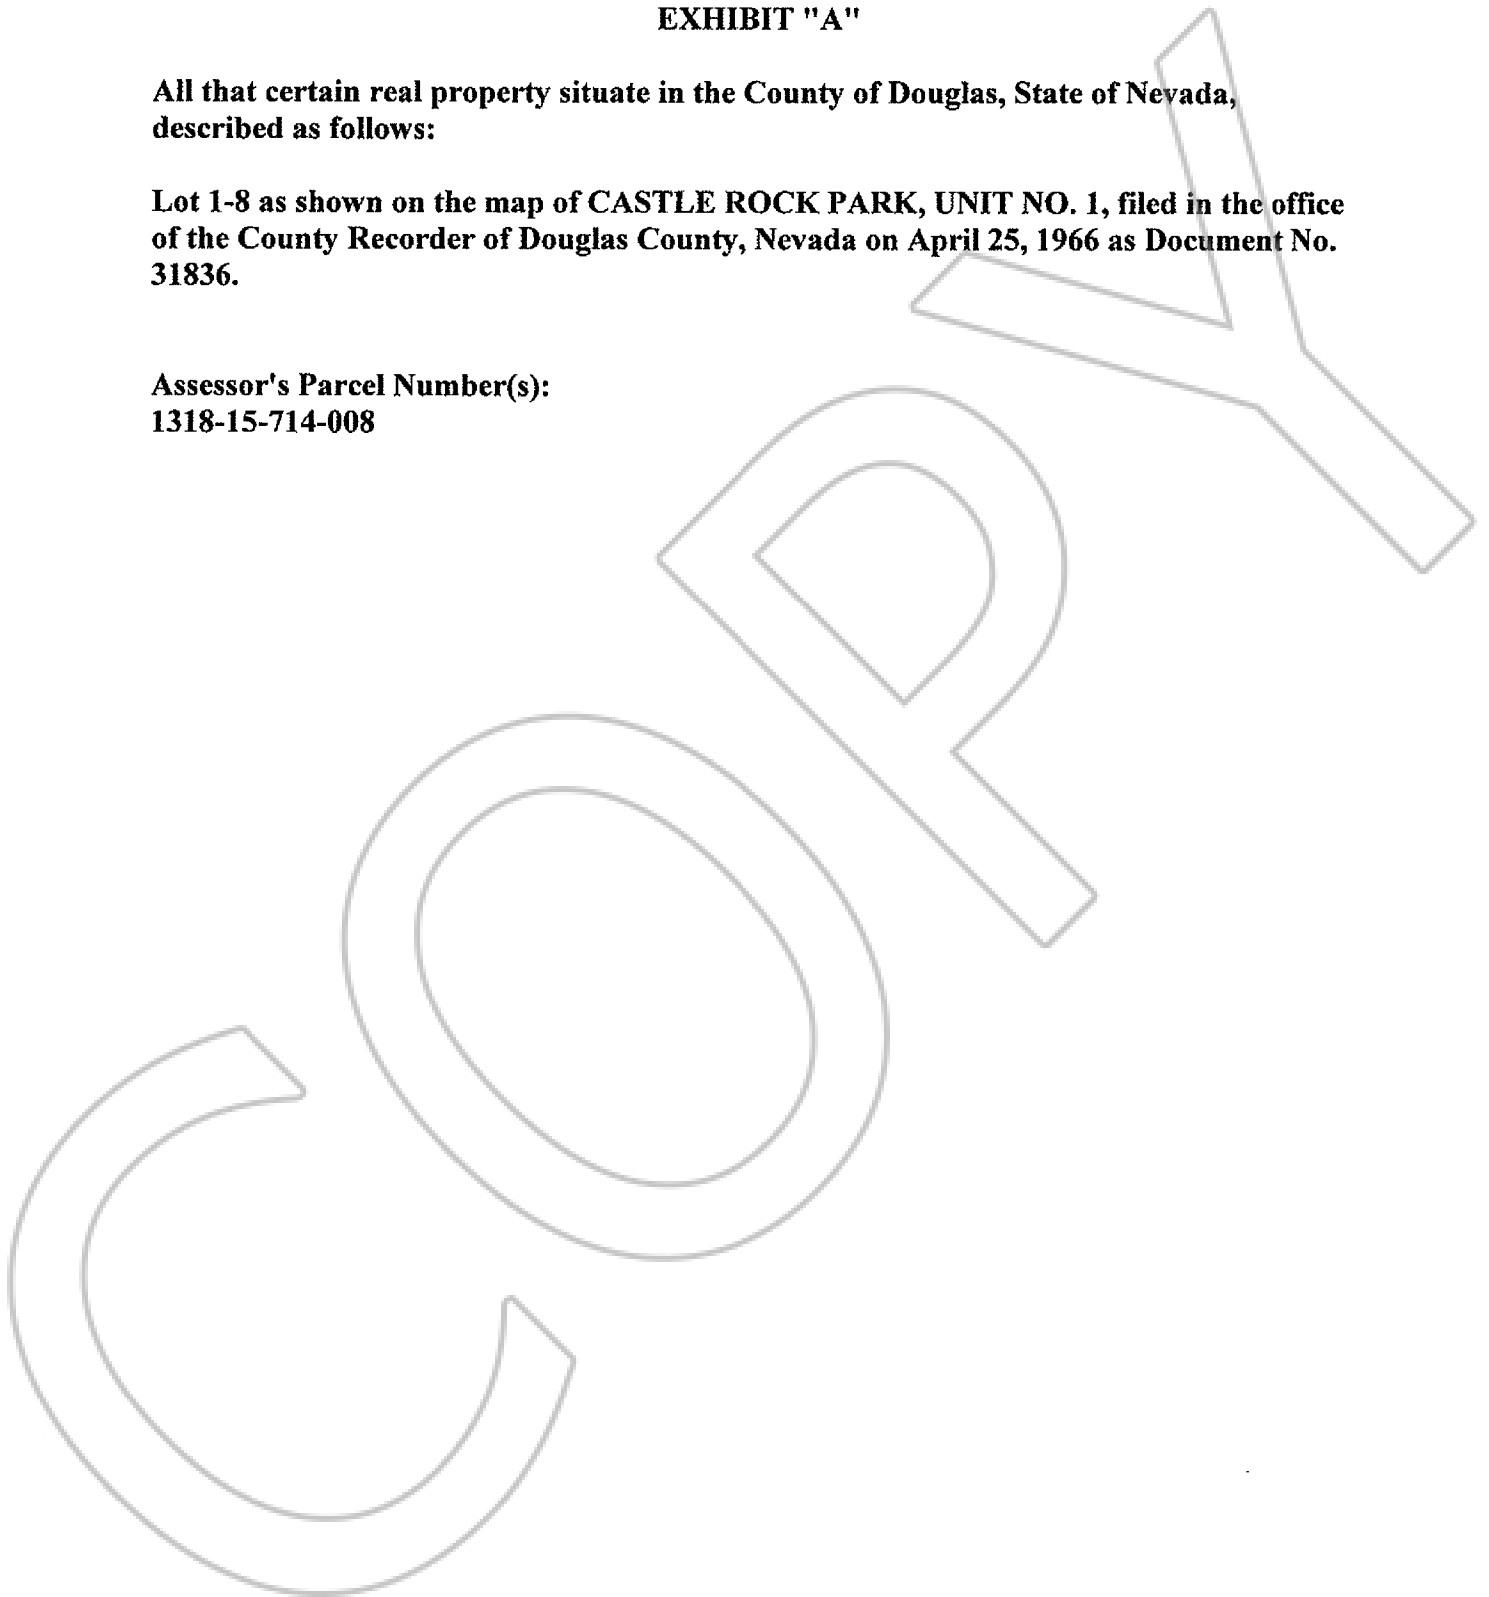 EXHIBIT "A"
All that certain real property situate in the County of Douglas, State of Nevada,
described as follows:
Lot 1-8 as shown on the map of CASTLE ROCK PARK, UNIT NO. 1, filed in the office
of the County Recorder of Douglas County, Nevada on April 25, 1966 as Document No.
31836.
Assessor's Parcel Number(s):
1318-15-714-008
COPY